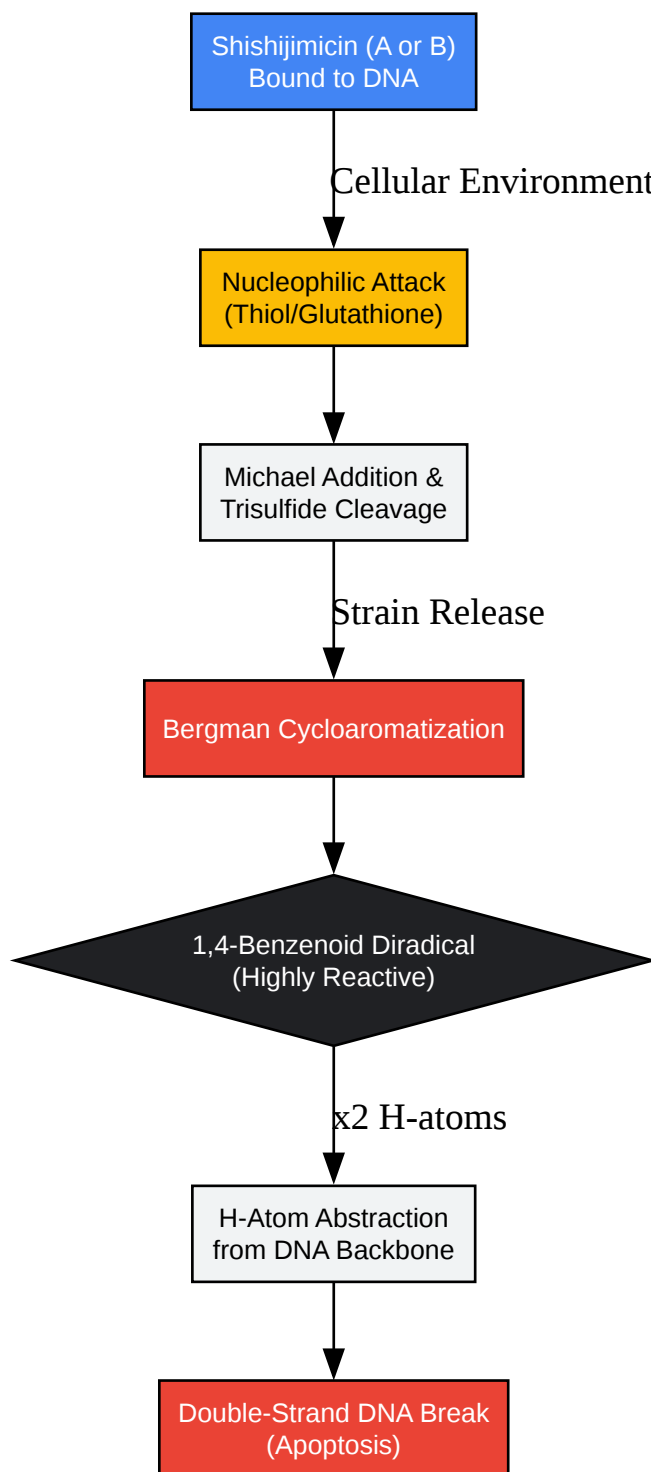 Shishijimicin (A or B)
Bound to DNA
Cellular Environment
Nucleophilic Attack
(Thiol/Glutathione)
Michael Addition &
Trisulfide Cleavage
Strain Release
Bergman Cycloaromatization
1,4-Benzenoid Diradical
(Highly Reactive)
x2 H-atoms
H-Atom Abstraction
from DNA Backbone
Double-Strand DNA Break
(Apoptosis)